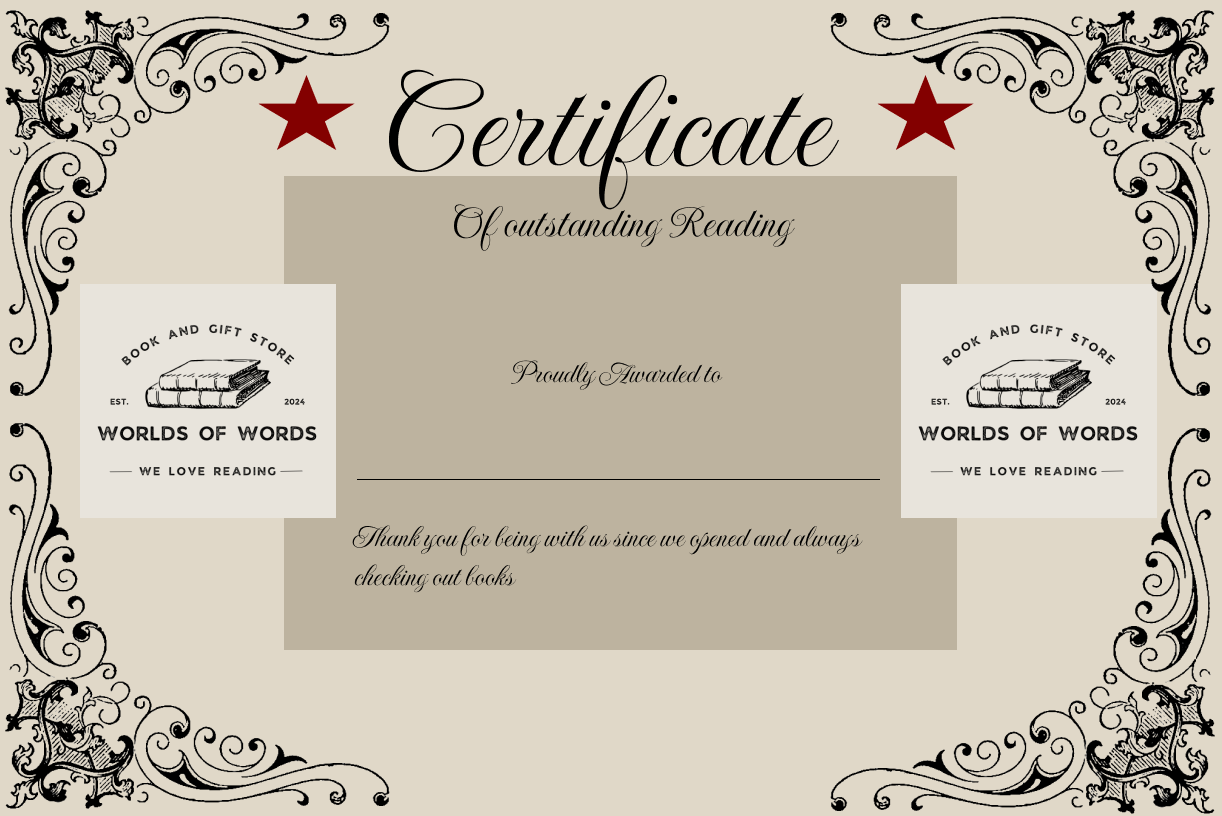 Certificate
Of outstanding Reading
BOOK AND GIFT STORE
EST. 2024
WORLDS OF WORDS
WE LOVE READING
BOOK AND GIFT STORE
EST. 2024
WORLDS OF WORDS
WE LOVE READING
Proudly Awarded to
Thank you for being with us since we opened and always
checking out books